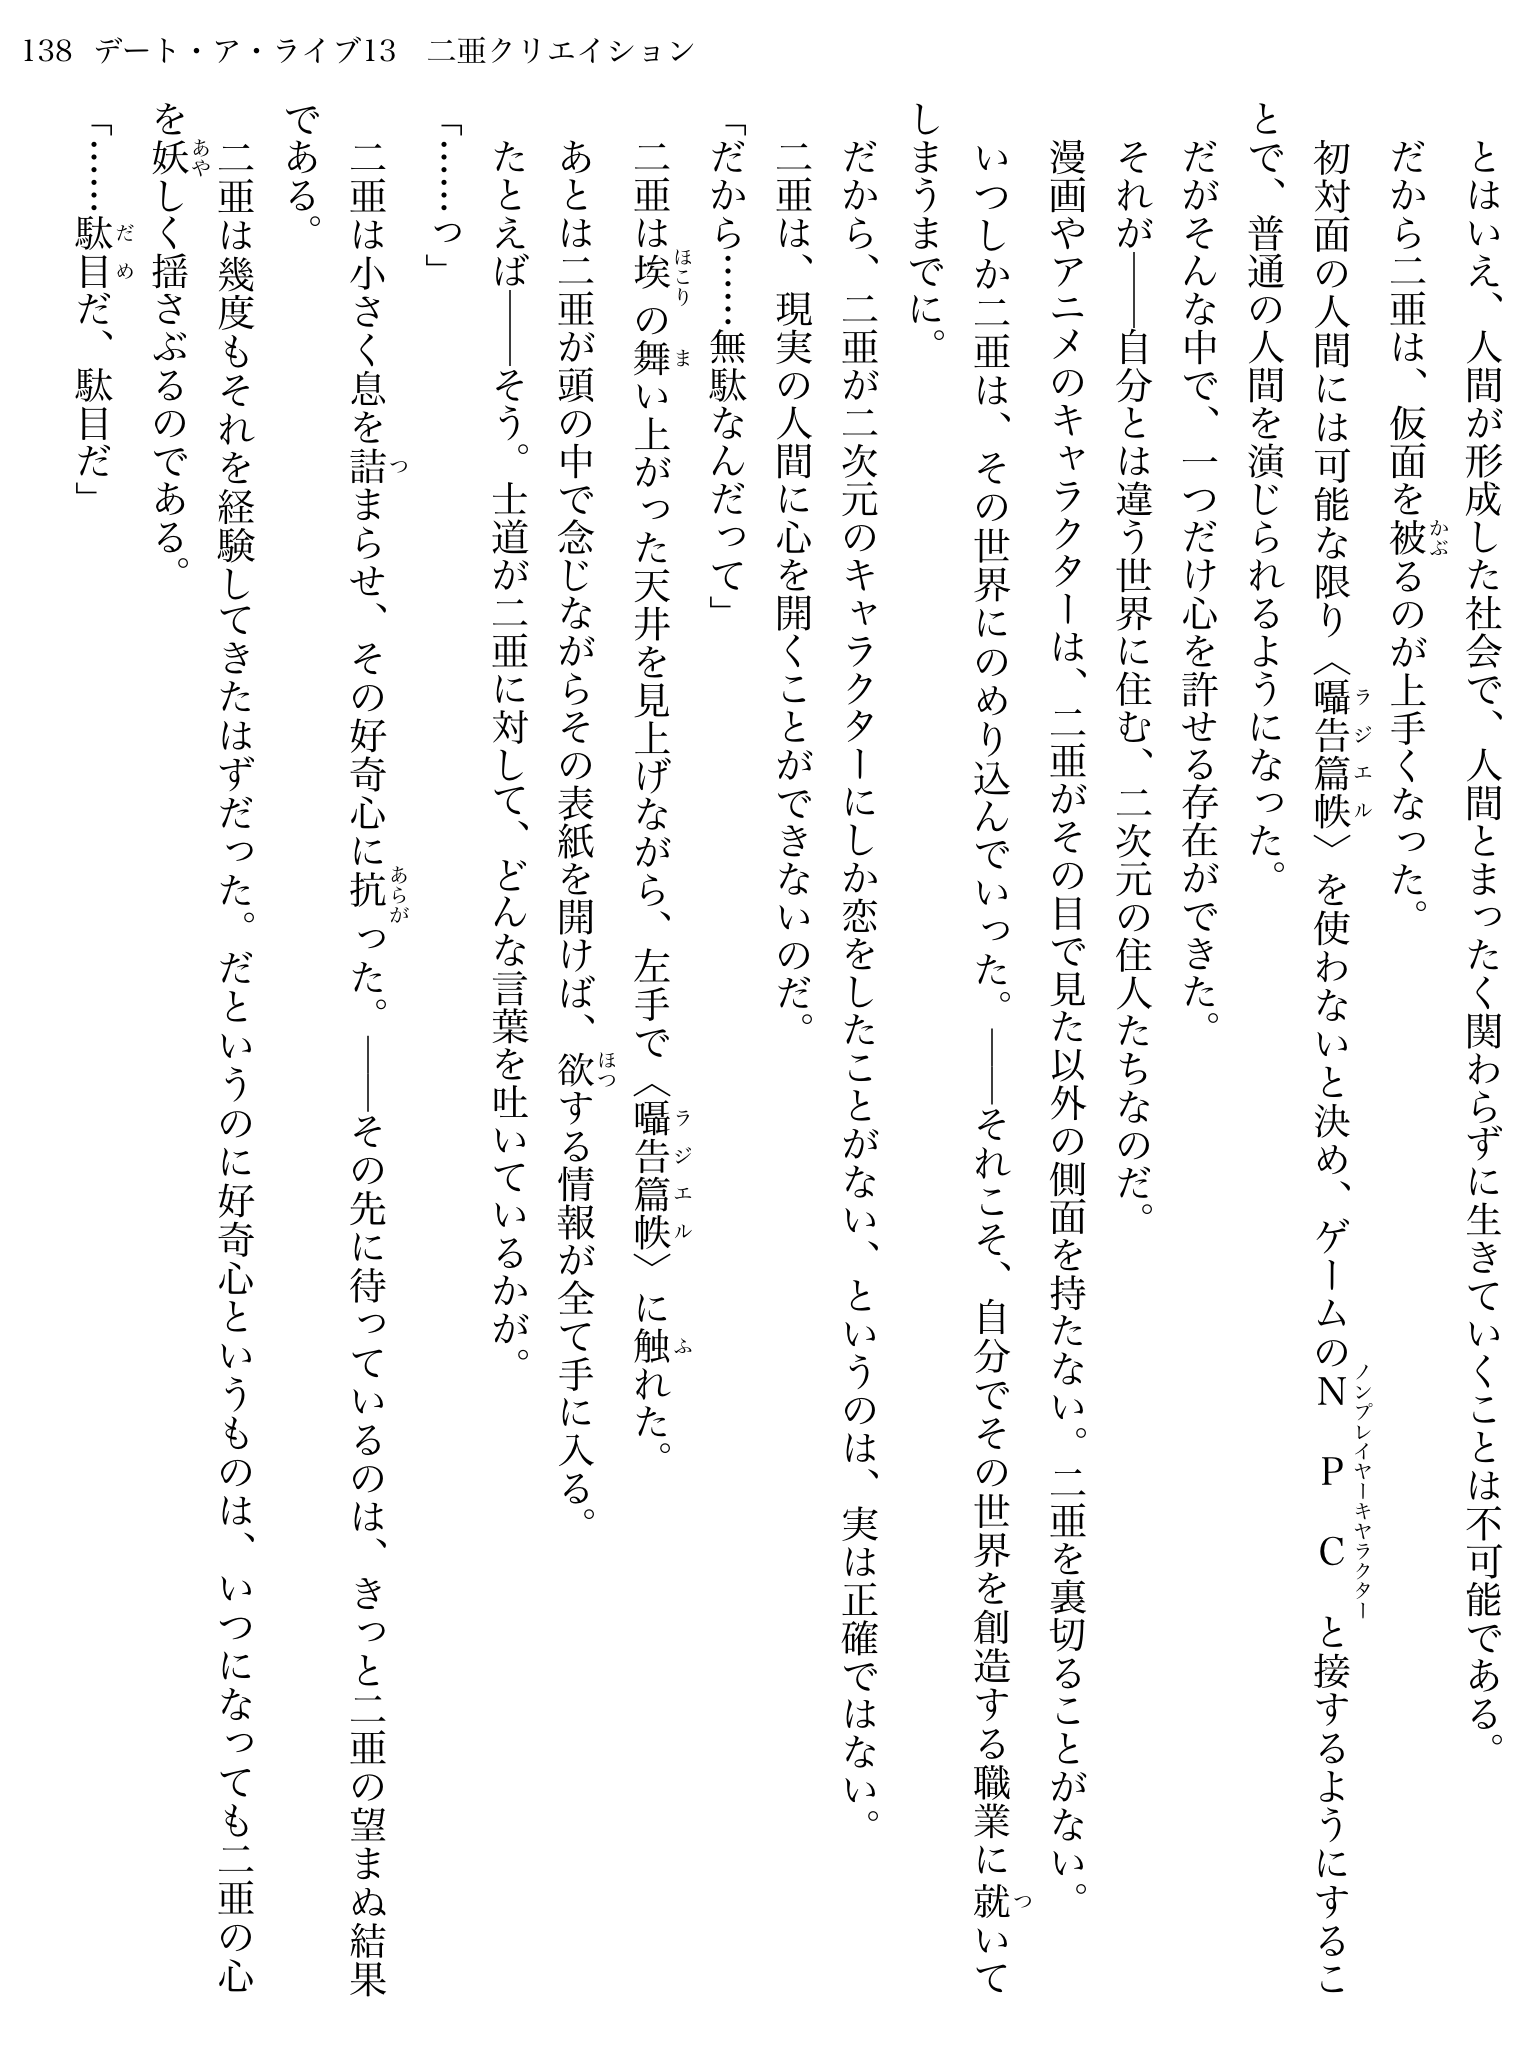 138 デート・ア・ライブ13　二亜クリエイション
　とはいえ、人間が形成した社会で、人間とまったく関わらずに生きていくことは不可能である。
　だから二亜は、仮面を被るのが上手くなった。
　初対面の人間には可能な限り〈囁告篇帙〉を使わないと決め、ゲームのNPCと接するようにするこ
とで、普通の人間を演じられるようになった。
　だがそんな中で、一つだけ心を許せる存在ができた。
　それが――自分とは違う世界に住む、二次元の住人たちなのだ。
　漫画やアニメのキャラクターは、二亜がその目で見た以外の側面を持たない。二亜を裏切ることがない。
　いつしか二亜は、その世界にのめり込んでいった。――それこそ、自分でその世界を創造する職業に就いて
しまうまでに。
　だから、二亜が二次元のキャラクターにしか恋をしたことがない、というのは、実は正確ではない。
　二亜は、現実の人間に心を開くことができないのだ。
「だから……無駄なんだって」
　二亜は埃の舞い上がった天井を見上げながら、左手で〈囁告篇帙〉に触れた。
　あとは二亜が頭の中で念じながらその表紙を開けば、欲する情報が全て手に入る。
　たとえば――そう。士道が二亜に対して、どんな言葉を吐いているかが。
「……っ」
　二亜は小さく息を詰まらせ、その好奇心に抗った。――その先に待っているのは、きっと二亜の望まぬ結果
である。
　二亜は幾度もそれを経験してきたはずだった。だというのに好奇心というものは、いつになっても二亜の心
を妖しく揺さぶるのである。
「……駄目だ、駄目だ」